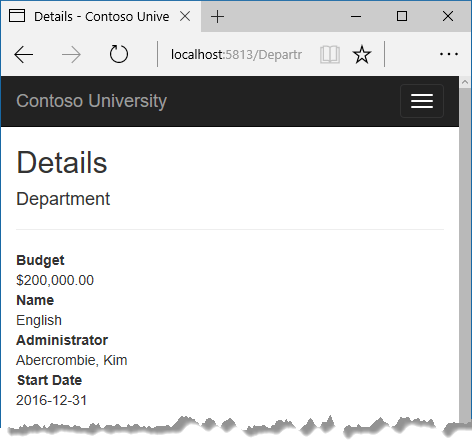 Details - Contoso Unive
localhost:5813/Departr
Contoso University
Details
Department
Budget
$200,000.00
Name
English
Administrator
Abercrombie, Kim
Start Date
2016-12-31